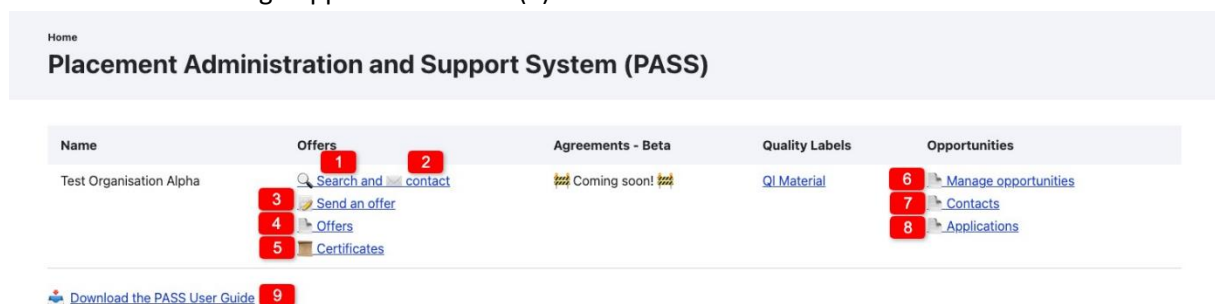 Home
Placement Administration and Support System (PASS)
Name Offers Agreements - Beta Quality Labels Opportunities
1 2
Test Organisation Alpha Search and contact Coming soon! QI Material 6 Manage opportunities
3 Send an offer 7 Contacts
4 Offers 8 Applications
5 Certificates
Download the PASS User Guide 9